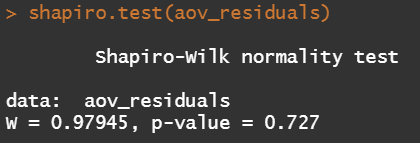 > shapiro.test(aov_residuals)
Shapiro-Wilk normality test
data:  aov_residuals
W = 0.97945, p-value = 0.727